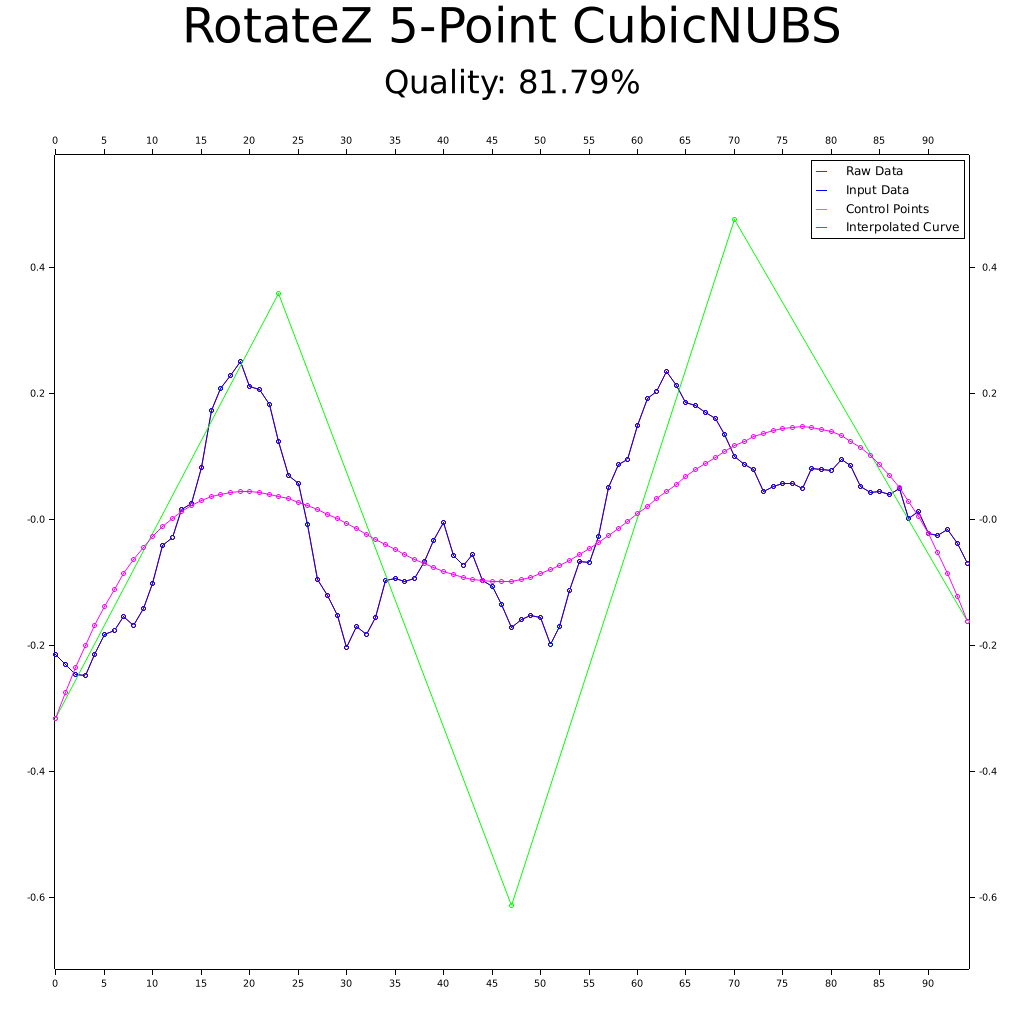 RotateZ 5-Point CubicNUBS
Quality: 81.79%
0 5 10 15 20 25 30 35 40 45 50 55 60 65 70 75 80 85 90
Raw Data
Input Data
Control Points
Interpolated Curve
0.4 0.4
0.2 0.2
-0.0 -0.0
-0.2 -0.2
-0.4 -0.4
-0.6 -0.6
0 5 10 15 20 25 30 35 40 45 50 55 60 65 70 75 80 85 90